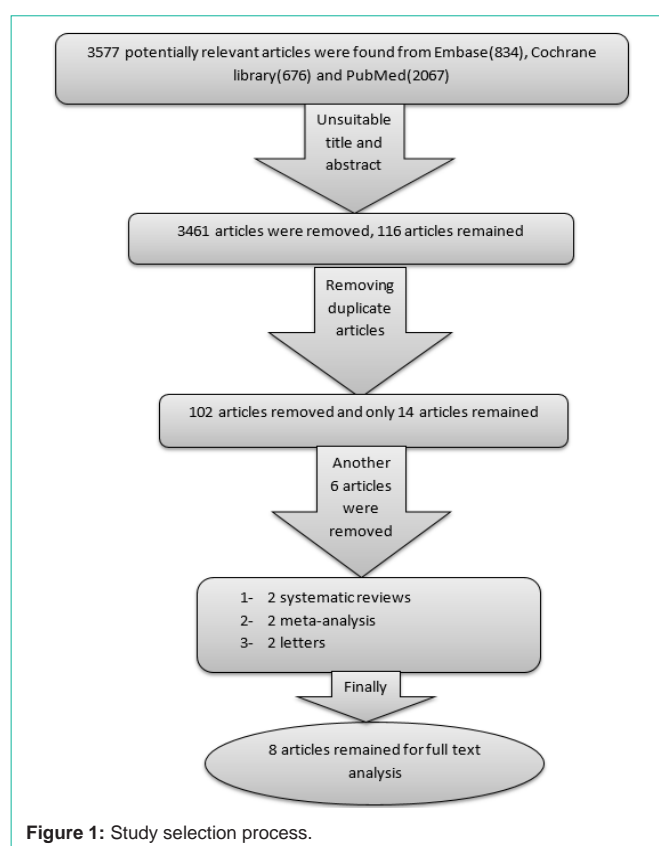 3577 potentially relevant articles were found from Embase(834), Cochrane
library(676) and PubMed(2067)
Unsuitable
title and
abstract
3461 articles were removed, 116 articles remained
Removing
duplicate
articles
102 articles removed and only 14 articles remained
Another
6 articles
were
removed
1- 2 systematic reviews
2- 2 meta-analysis
3- 2 letters
Finally
8 articles remained for full text
analysis
Figure 1: Study selection process.